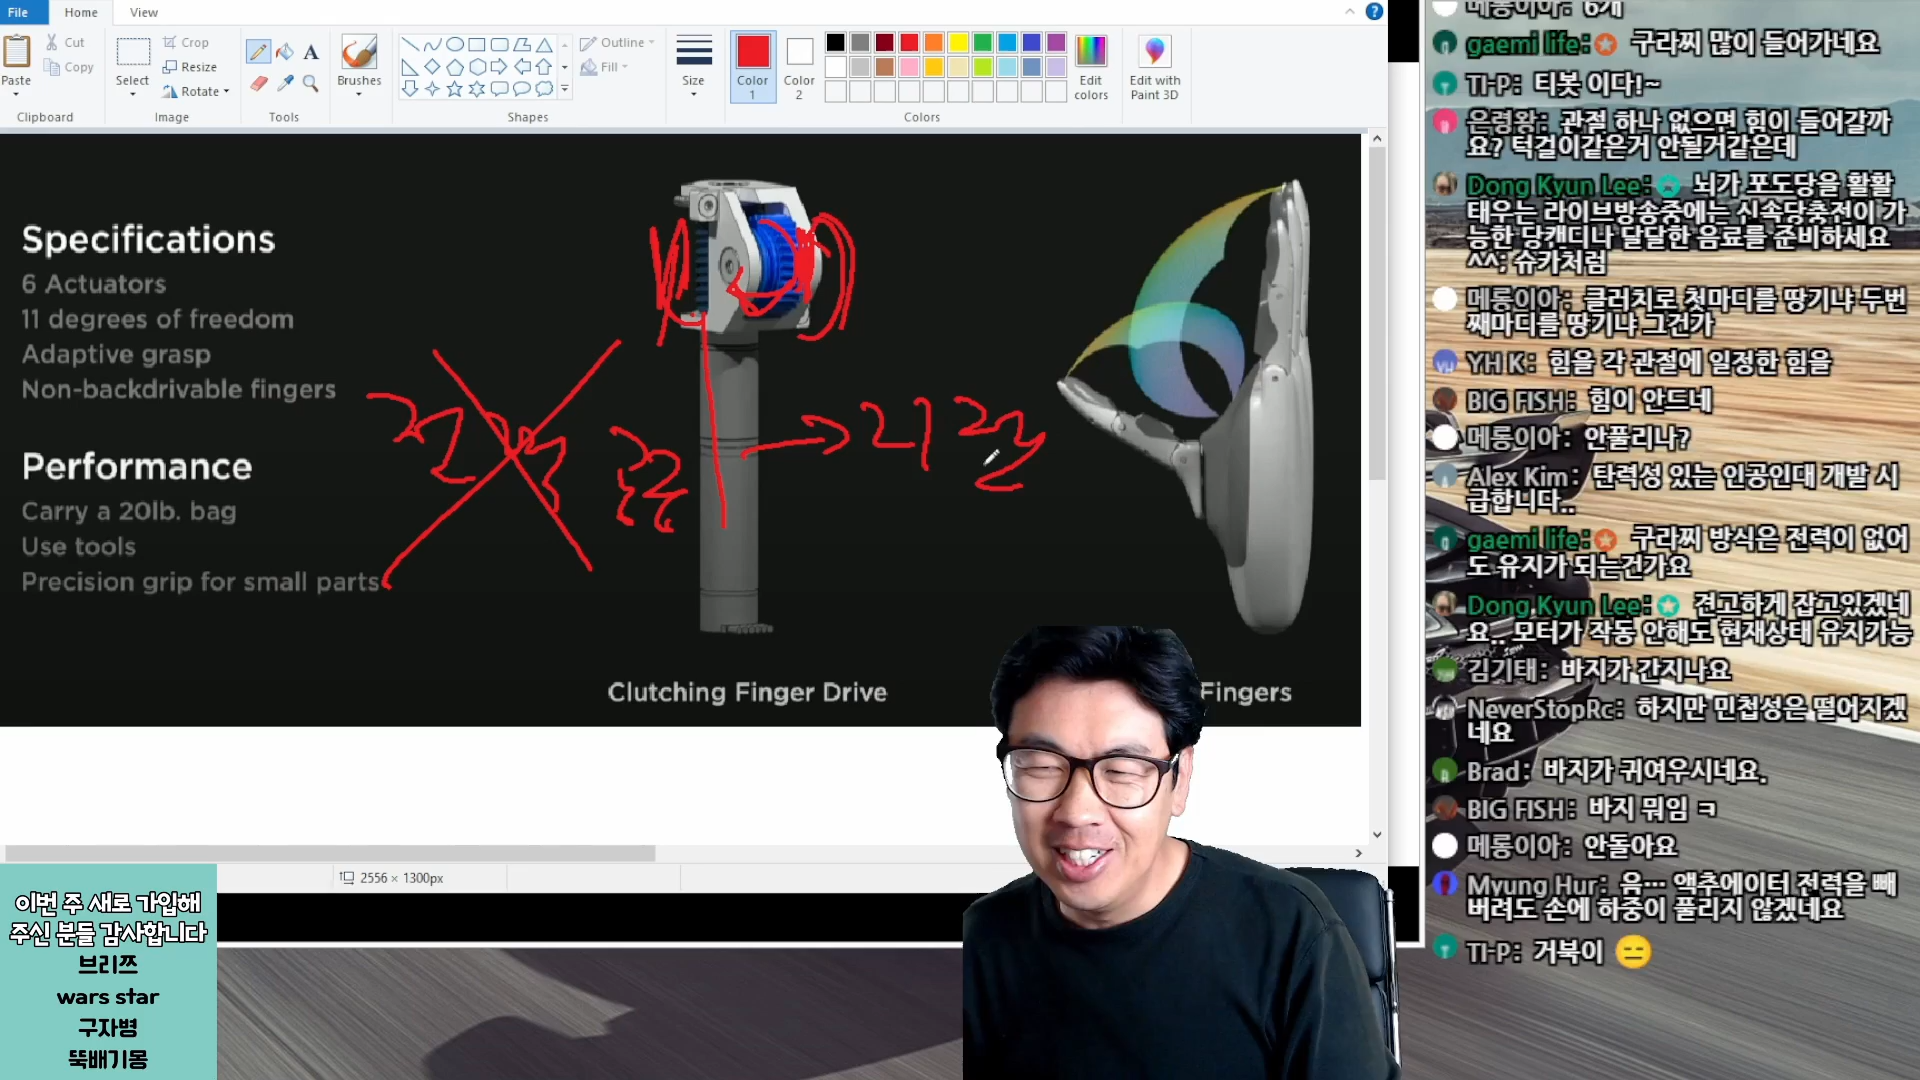 File
Home
View
Paste
Cut
Copy
Clipboard
Select
Crop
Resize
Rotate
Image
Tools
Brushes
Shapes
Outline
Fill
Size
Color 1
Color 2
Edit colors
Edit with Paint 3D
Colors
Specifications
6 Actuators
11 degrees of freedom
Adaptive grasp
Non-backdrivable fingers
Performance
Carry a 20lb. bag
Use tools
Precision grip for small parts
Clutching Finger Drive
Fingers
2556 × 1300px
이번 주 새로 가입해
주신 분들 감사합니다
브리쯔
wars star
구자병
뚝배기몽
메롱이아: 6개
gaemi life: 구라찌 많이 들어가네요
TI-P: 티봇 이다!~
은령왕: 관절 하나 없으면 힘이 들어갈까
요? 턱걸이같은거 안될거같은데
Dong Kyun Lee: 뇌가 포도당을 활활
태우는 라이브방송중에는 신속당충전이 가
능한 당캔디나 달달한 음료를 준비하세요
^^; 슈카처럼
메롱이아: 클러치로 첫마디를 땅기냐 두번
째마디를 땅기냐 그건가
YH K: 힘을 각 관절에 일정한 힘을
BIG FISH: 힘이 안드네
메롱이아: 안풀리나?
Alex Kim: 탄력성 있는 인공인대 개발 시
급합니다..
gaemi life: 구라찌 방식은 전력이 없어
도 유지가 되는건가요
Dong Kyun Lee: 견고하게 잡고있겠네
요.. 모터가 작동 안해도 현재상태 유지가능
김기태: 바지가 간지나요
NeverStopRc: 하지만 민첩성은 떨어지겠
네요
Brad: 바지가 귀여우시네요.
BIG FISH: 바지 뭐임 ㅋ
메롱이아: 안돌아요
Myung Hur: 음… 액추에이터 전력을 빼
버려도 손에 하중이 풀리지 않겠네요
TI-P: 거북이